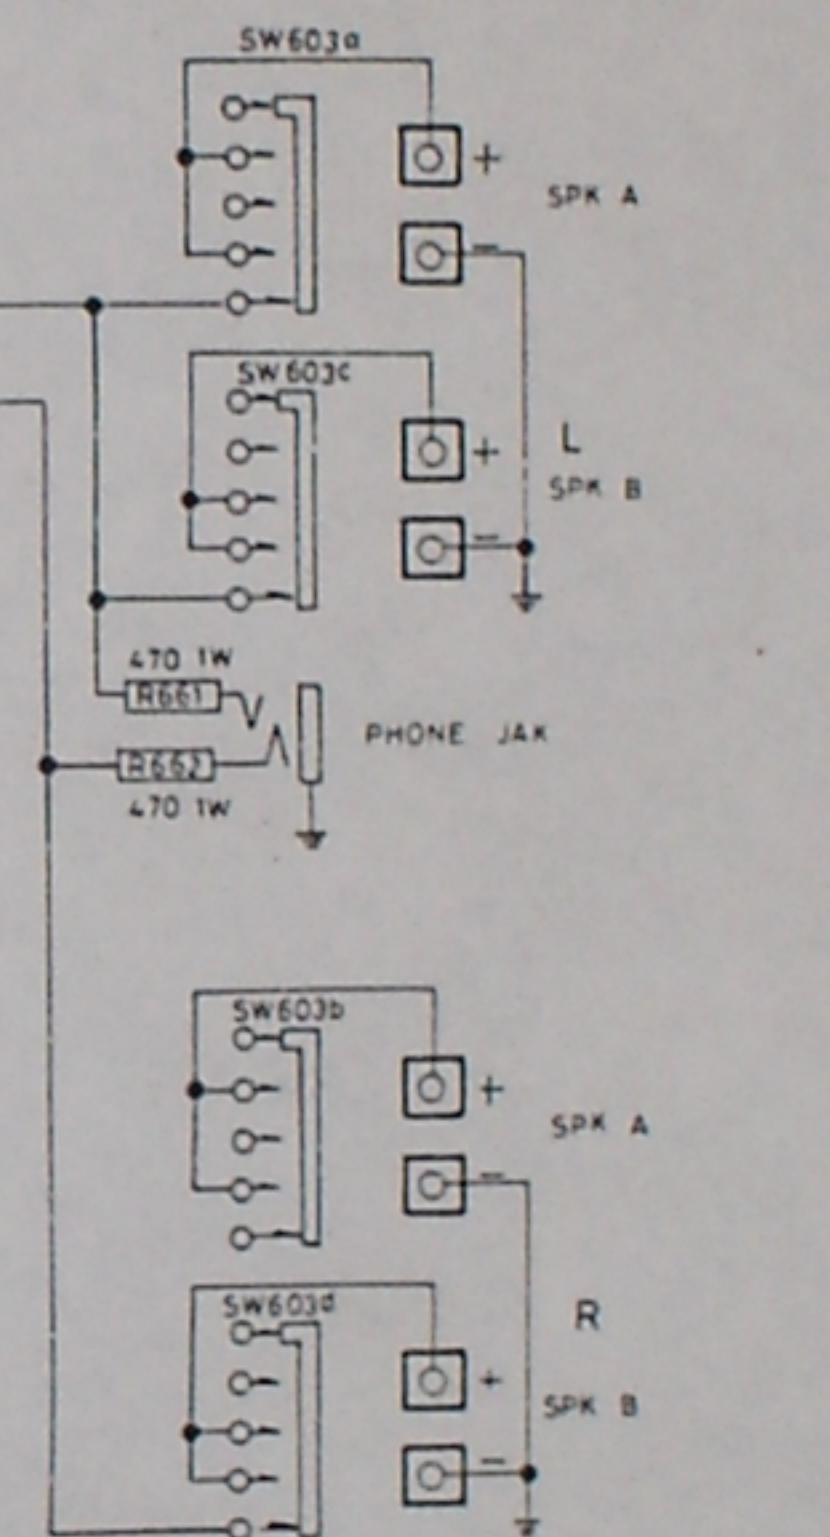 SW603a
+
SPK A
−
SW603c
+
L
SPK B
−
470 1W
R661
PHONE JAK
R662
470 1W
SW603b
+
SPK A
−
SW603d
R
+
SPK B
−